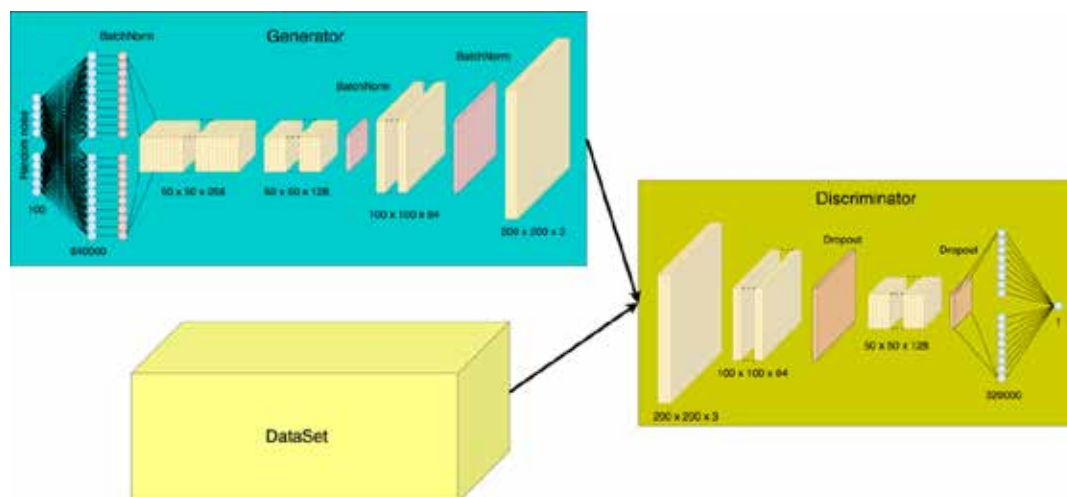 Generator
BatchNorm
BatchNorm
BatchNorm
Random noise
100
640000
50 x 50 x 256
50 x 50 x 128
100 x 100 x 64
200 x 200 x 3
Discriminator
Dropout
Dropout
200 x 200 x 3
100 x 100 x 64
50 x 50 x 128
320000
1
DataSet